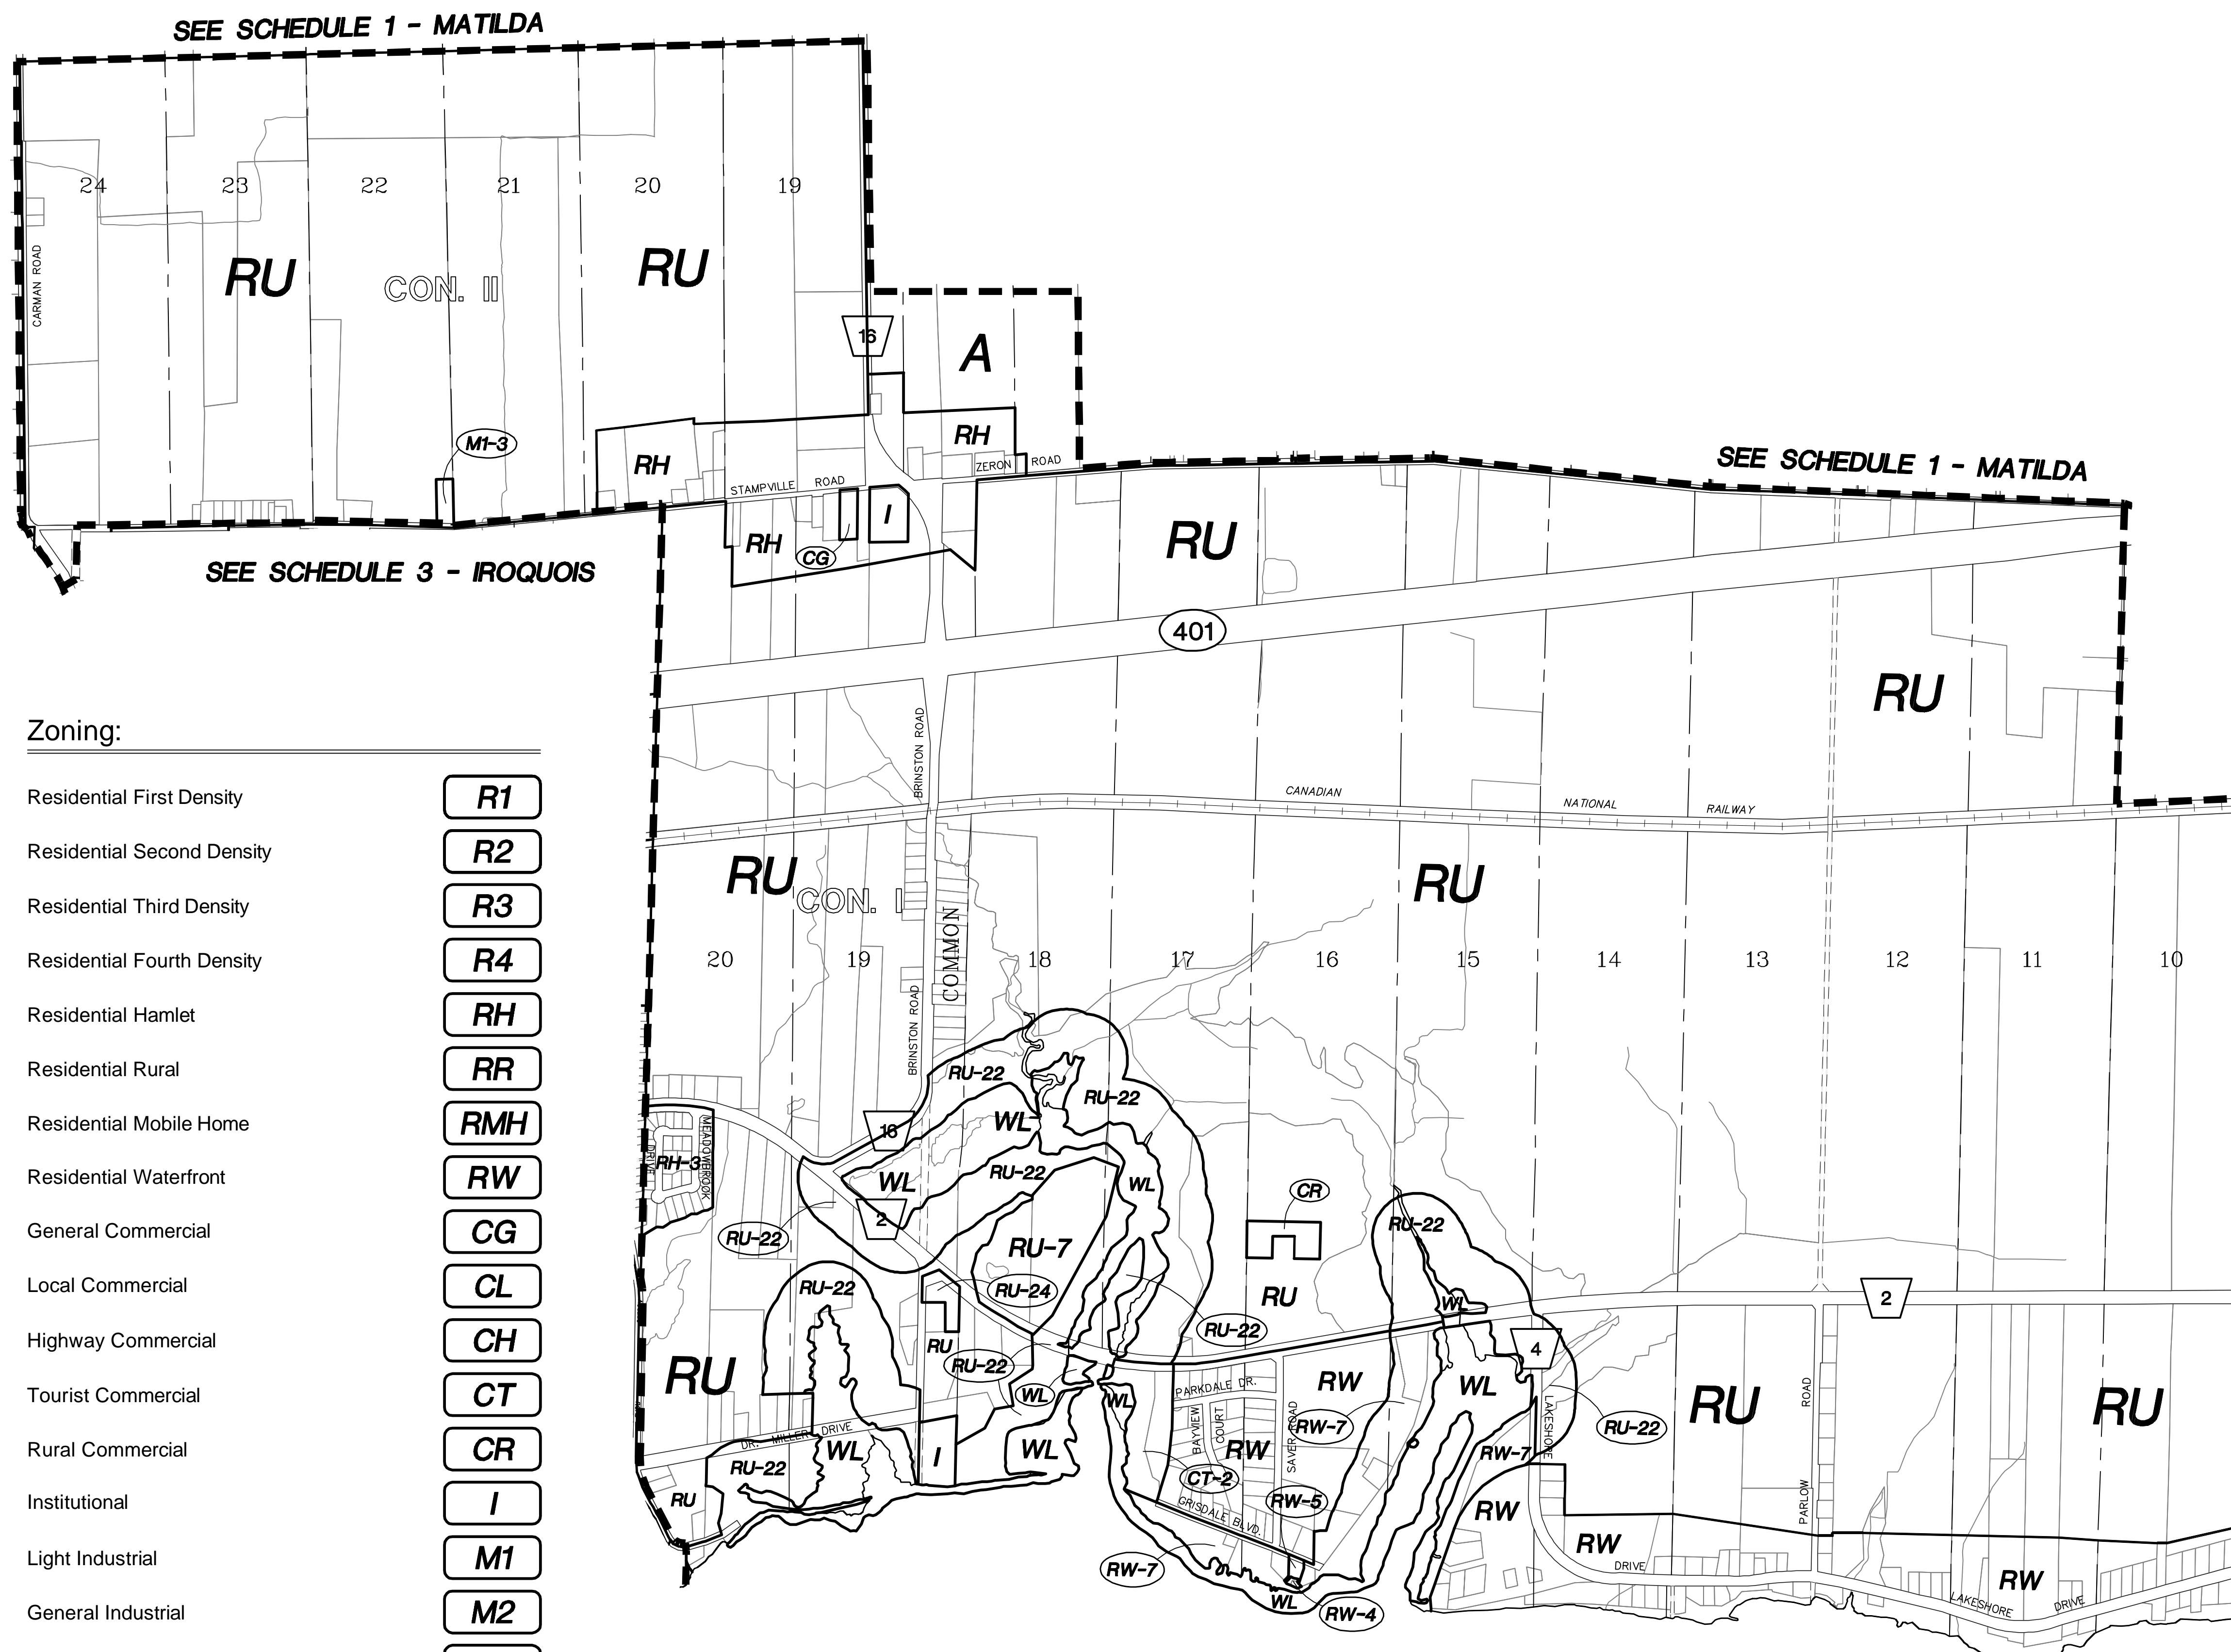 SEE SCHEDULE 1 - MATILDA
24
23
22
21
20
19
CARMAN ROAD
RU
CON. II
RU
16
A
M1-3
RH
RH
ZERON ROAD
STAMPVILLE ROAD
SEE SCHEDULE 1 - MATILDA
RH
CG
I
RU
SEE SCHEDULE 3 - IROQUOIS
401
RU
BRINSTON ROAD
CANADIAN NATIONAL RAILWAY
RU
CON. I
COMMON
RU
20
19
18
17
16
15
14
13
12
11
10
BRINSTON ROAD
RU-22
RU-22
WL
16
MEADOWBROOK
DRIVE
RH-3
WL
RU-22
WL
CR
2
RU-22
RU-22
RU-7
RU-22
RU-24
RU
WL
2
RU-22
RU
RU-22
4
RU
WL
WL
PARKDALE DR.
RW
WL
RU
RU
BAYVIEW COURT
SAVER ROAD
RW-7
LAKESHORE
RU-22
PARLOW ROAD
DR. MILLER DRIVE
WL
I
WL
RW
RW-7
RU-22
CT-2
RU
RW-5
RW
GRISDALE BLVD.
RW
RW-7
DRIVE
RW
WL
RW-4
LAKESHORE DRIVE
Zoning:
Residential First Density R1
Residential Second Density R2
Residential Third Density R3
Residential Fourth Density R4
Residential Hamlet RH
Residential Rural RR
Residential Mobile Home RMH
Residential Waterfront RW
General Commercial CG
Local Commercial CL
Highway Commercial CH
Tourist Commercial CT
Rural Commercial CR
Institutional I
Light Industrial M1
General Industrial M2